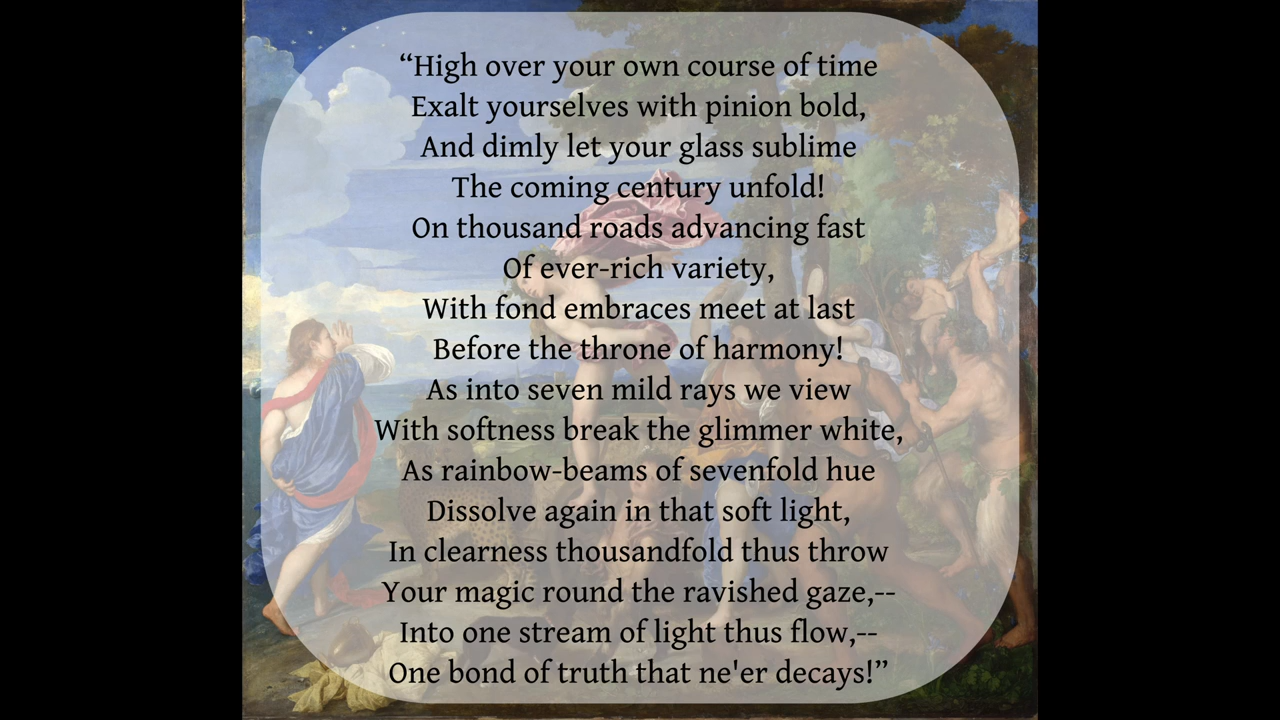 “High over your own course of time
Exalt yourselves with pinion bold,
And dimly let your glass sublime
The coming century unfold!
On thousand roads advancing fast
Of ever-rich variety,
With fond embraces meet at last
Before the throne of harmony!
As into seven mild rays we view
With softness break the glimmer white,
As rainbow-beams of sevenfold hue
Dissolve again in that soft light,
In clearness thousandfold thus throw
Your magic round the ravished gaze,--
Into one stream of light thus flow,--
One bond of truth that ne'er decays!”